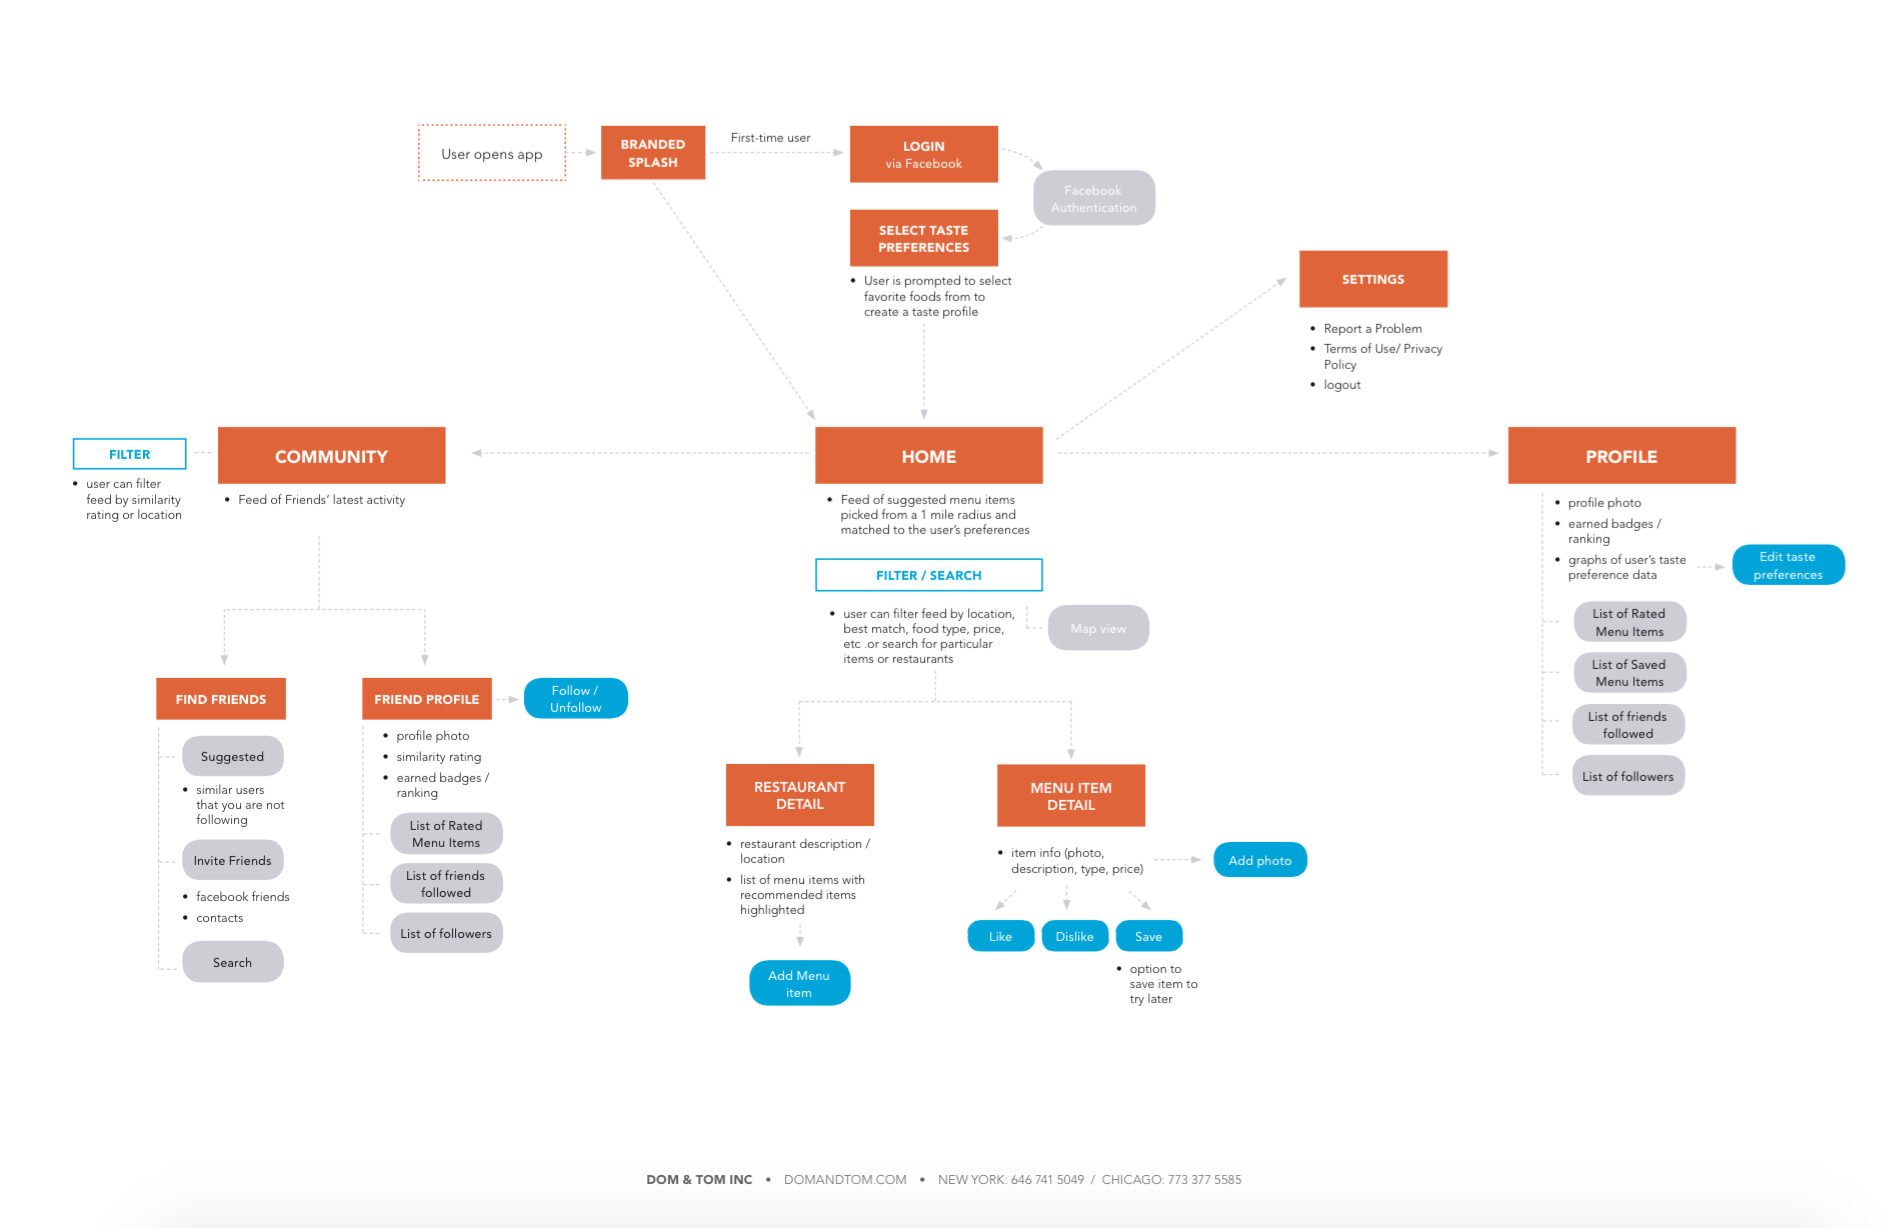 User opens app
BRANDED
SPLASH
First-time user
LOGIN
via Facebook
Facebook
Authentication
SELECT TASTE
PREFERENCES
• User is prompted to select
favorite foods from to
create a taste profile
SETTINGS
• Report a Problem
• Terms of Use/ Privacy
Policy
• logout
FILTER
• user can filter
feed by similarity
rating or location
COMMUNITY
• Feed of Friends’ latest activity
HOME
• Feed of suggested menu items
picked from a 1 mile radius and
matched to the user’s preferences
FILTER / SEARCH
• user can filter feed by location,
best match, food type, price,
etc .or search for particular
items or restaurants
Map view
PROFILE
• profile photo
• earned badges /
ranking
• graphs of user’s taste
preference data
Edit taste
preferences
List of Rated
Menu Items
List of Saved
Menu Items
List of friends
followed
List of followers
FIND FRIENDS
Suggested
• similar users
that you are not
following
Invite Friends
• facebook friends
• contacts
Search
FRIEND PROFILE
Follow /
Unfollow
• profile photo
• similarity rating
• earned badges /
ranking
List of Rated
Menu Items
List of friends
followed
List of followers
RESTAURANT
DETAIL
• restaurant description /
location
• list of menu items with
recommended items
highlighted
Add Menu
item
MENU ITEM
DETAIL
• item info (photo,
description, type, price)
Add photo
Like
Dislike
Save
• option to
save item to
try later
DOM & TOM INC • DOMANDTOM.COM • NEW YORK: 646 741 5049 / CHICAGO: 773 377 5585